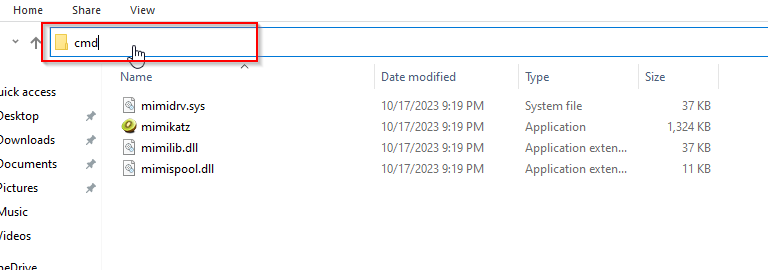 Home Share View
cmd
Name Date modified Type Size
uick access
Desktop
Downloads
Documents
Pictures
Music
Videos
neDrive
mimidrv.sys 10/17/2023 9:19 PM System file 37 KB
mimikatz 10/17/2023 9:19 PM Application 1,324 KB
mimilib.dll 10/17/2023 9:19 PM Application exten... 37 KB
mimispool.dll 10/17/2023 9:19 PM Application exten... 11 KB